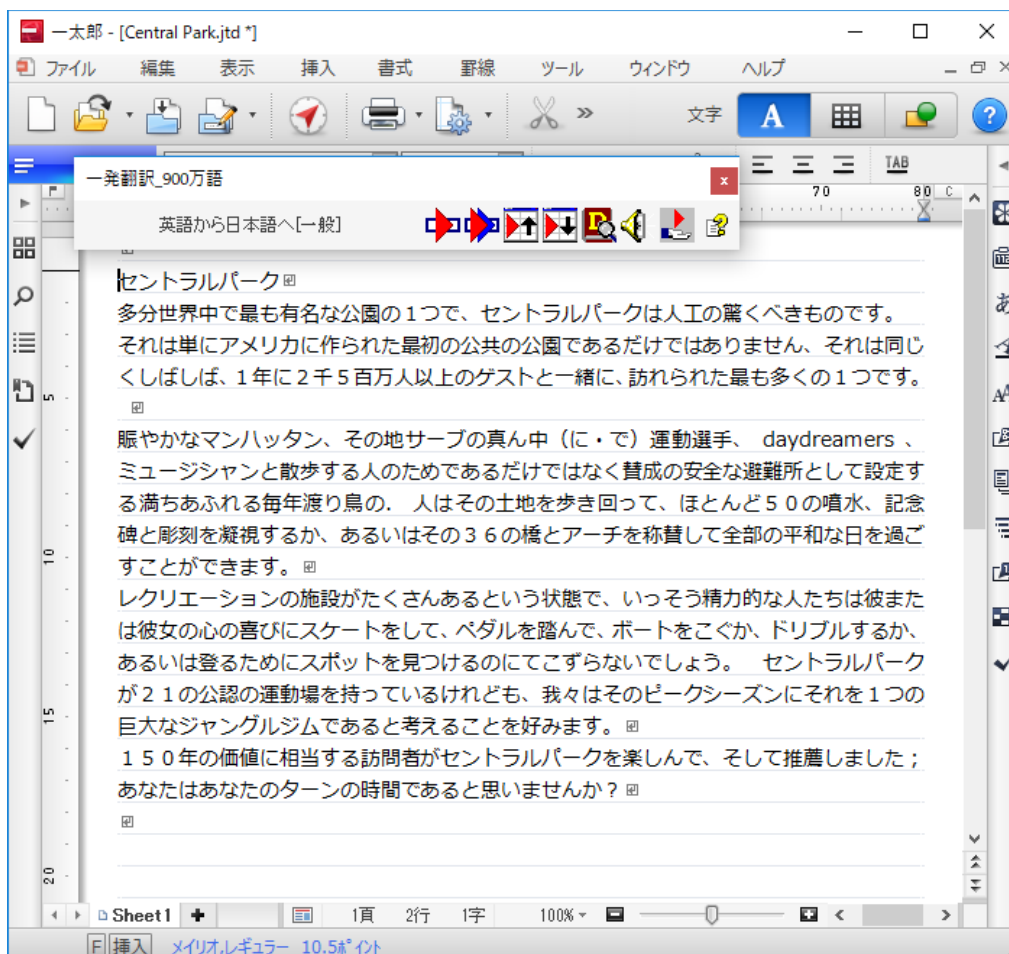 一太郎 - [Central Park.jtd *]
ファイル 編集 表示 挿入 書式 罫線 ツール ウィンドウ ヘルプ
文字 A
一発翻訳_900万語
TAB
70 80 C
英語から日本語へ[一般]
センтраルパーク
多分世界中で最も有名な公園の1つで、セントラルパークは人工の驚くべきものです。
それは単にアメリカに作られた最初の公共の公園であるだけではありません、それは同じ
くしばしば、1年に2千5百万人以上のゲストと一緒に、訪れられた最も多くの1つです。
5
賑やかなマンハッタン、その地サーブの真ん中（に・で）運動選手、 daydreamers 、
ミュージシャンと散歩する人のためであるだけではなく賛成の安全な避難所として設定す
る満ちあふれる毎年渡り鳥の． 人はその土地を歩き回って、ほとんど50の噴水、記念
碑と彫刻を凝視するか、あるいはその36の橋とアーチを称賛して全部の平和な日を過ご
10
すことができます。
レクリエーションの施設がたくさんあるという状態で、いっそう精力的な人たちは彼また
は彼女の心の喜びにスケートをして、ペダルを踏んで、ボートをこぐか、ドリブルするか、
あるいは登るためにスポットを見つけるのにてこずらないでしょう。　セントラルパーク
が21の公認の運動場を持っているけれども、我々はそのピークシーズンにそれを1つの
15
巨大なジャングルジムであると考えることを好みます。
150年の価値に相当する訪問者がセントラルパークを楽しんで、そして推薦しました；
あなたはあなたのターンの時間であると思いませんか？
20
Sheet1 1頁 2行 1字 100%
F 挿入 メイリオ,レギュラー 10.5ポイント